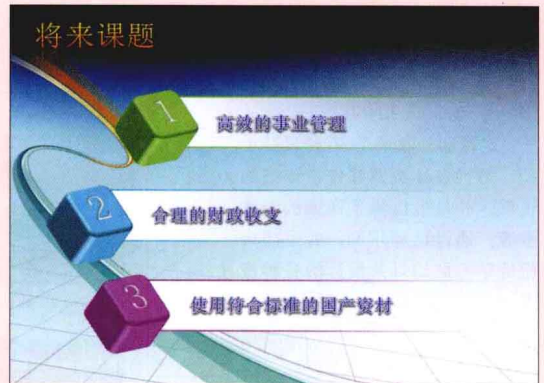 将来课题
1
高效的事业管理
2
合理的财政收支
3
使用符合标准的国产资材